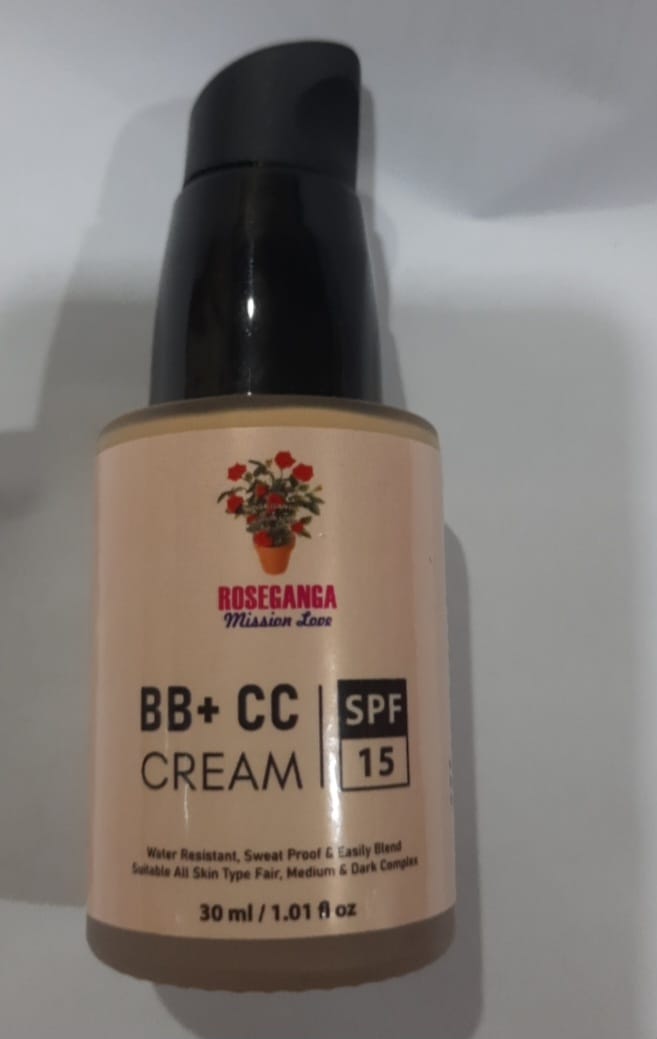 ROSEGANGA
Mission Love
BB+ CC
CREAM
SPF
15
Water Resistant, Sweat Proof & Easily Blend
Suitable All Skin Type Fair, Medium & Dark Complex
30 ml / 1.01 fl oz